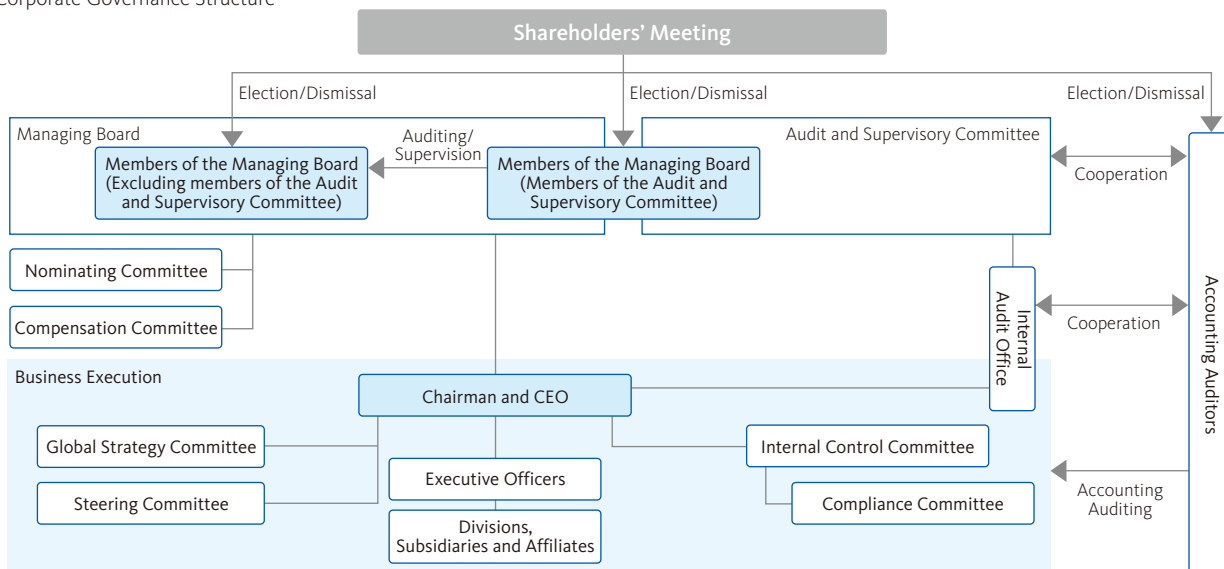 Corporate Governance Structure
Shareholders' Meeting
Election/Dismissal
Election/Dismissal
Election/Dismissal
Managing Board
Auditing/
Supervision
Audit and Supervisory Committee
Members of the Managing Board
(Excluding members of the Audit
and Supervisory Committee)
Members of the Managing Board
(Members of the Audit and
Supervisory Committee)
Cooperation
Nominating Committee
Compensation Committee
Internal
Audit Office
Cooperation
Accounting Auditors
Business Execution
Chairman and CEO
Global Strategy Committee
Steering Committee
Executive Officers
Divisions,
Subsidiaries and Affiliates
Internal Control Committee
Compliance Committee
Accounting
Auditing